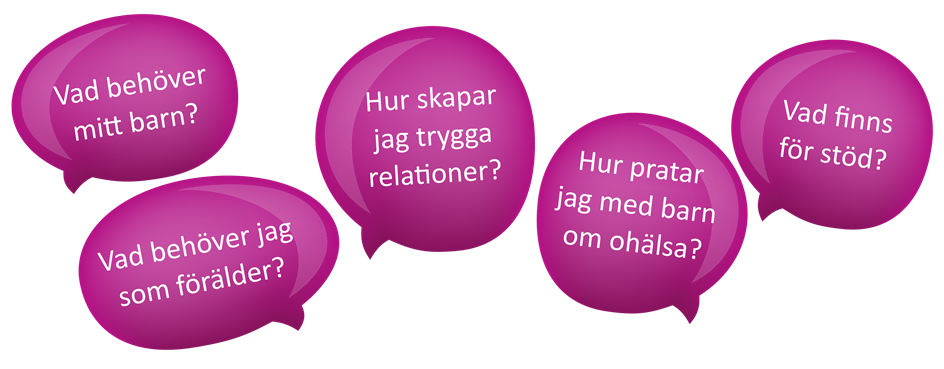 Vad behöver
mitt barn?
Vad behöver jag
som förälder?
Hur skapar
jag trygga
relationer?
Hur pratar
jag med barn
om ohälsa?
Vad finns
för stöd?